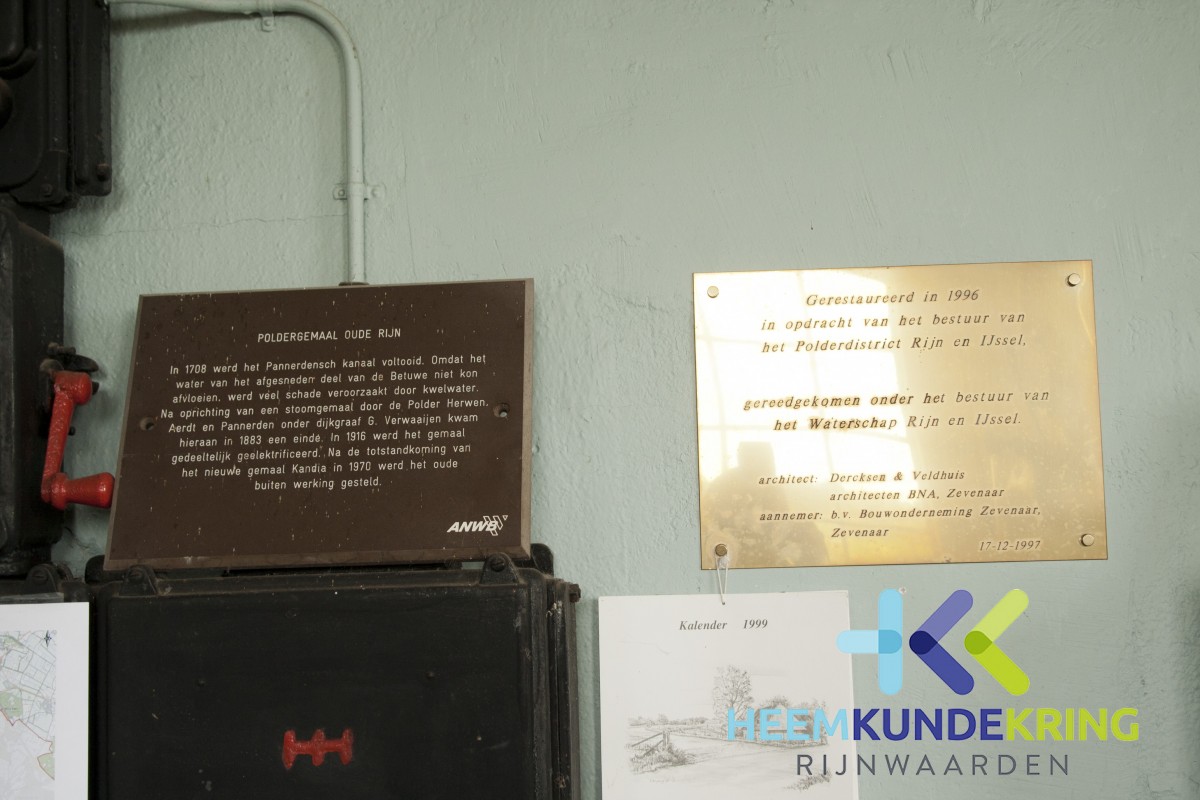 POLDERGEMAAL OUDE RIJN
In 1708 werd het Pannerdensch kanaal voltooid. Omdat het
water van het afgesneden deel van de Betuwe niet kon
afvloeien, werd veel schade veroorzaakt door kwelwater.
Na oprichting van een stoomgemaal door de Polder Herwen,
Aerdt en Pannerden onder dijkgraaf G. Verwaaijen kwam
hieraan in 1883 een einde. In 1916 werd het gemaal
gedeeltelijk geelektrificeerd. Na de totstandkoming van
het nieuwe gemaal Kandia in 1970 werd het oude
buiten werking gesteld.
ANWB
Gerestaureerd in 1996
in opdracht van het bestuur van
het Polderdistrict Rijn en IJssel,
gereedgekomen onder het bestuur van
het Waterschap Rijn en IJssel.
architect: Dercksen & Veldhuis
architecten BNA, Zevenaar
aannemer: b.v. Bouwonderneming Zevenaar,
Zevenaar
17-12-1997
Kalender 1999
HEEMKUNDEKRING
RIJNWAARDEN